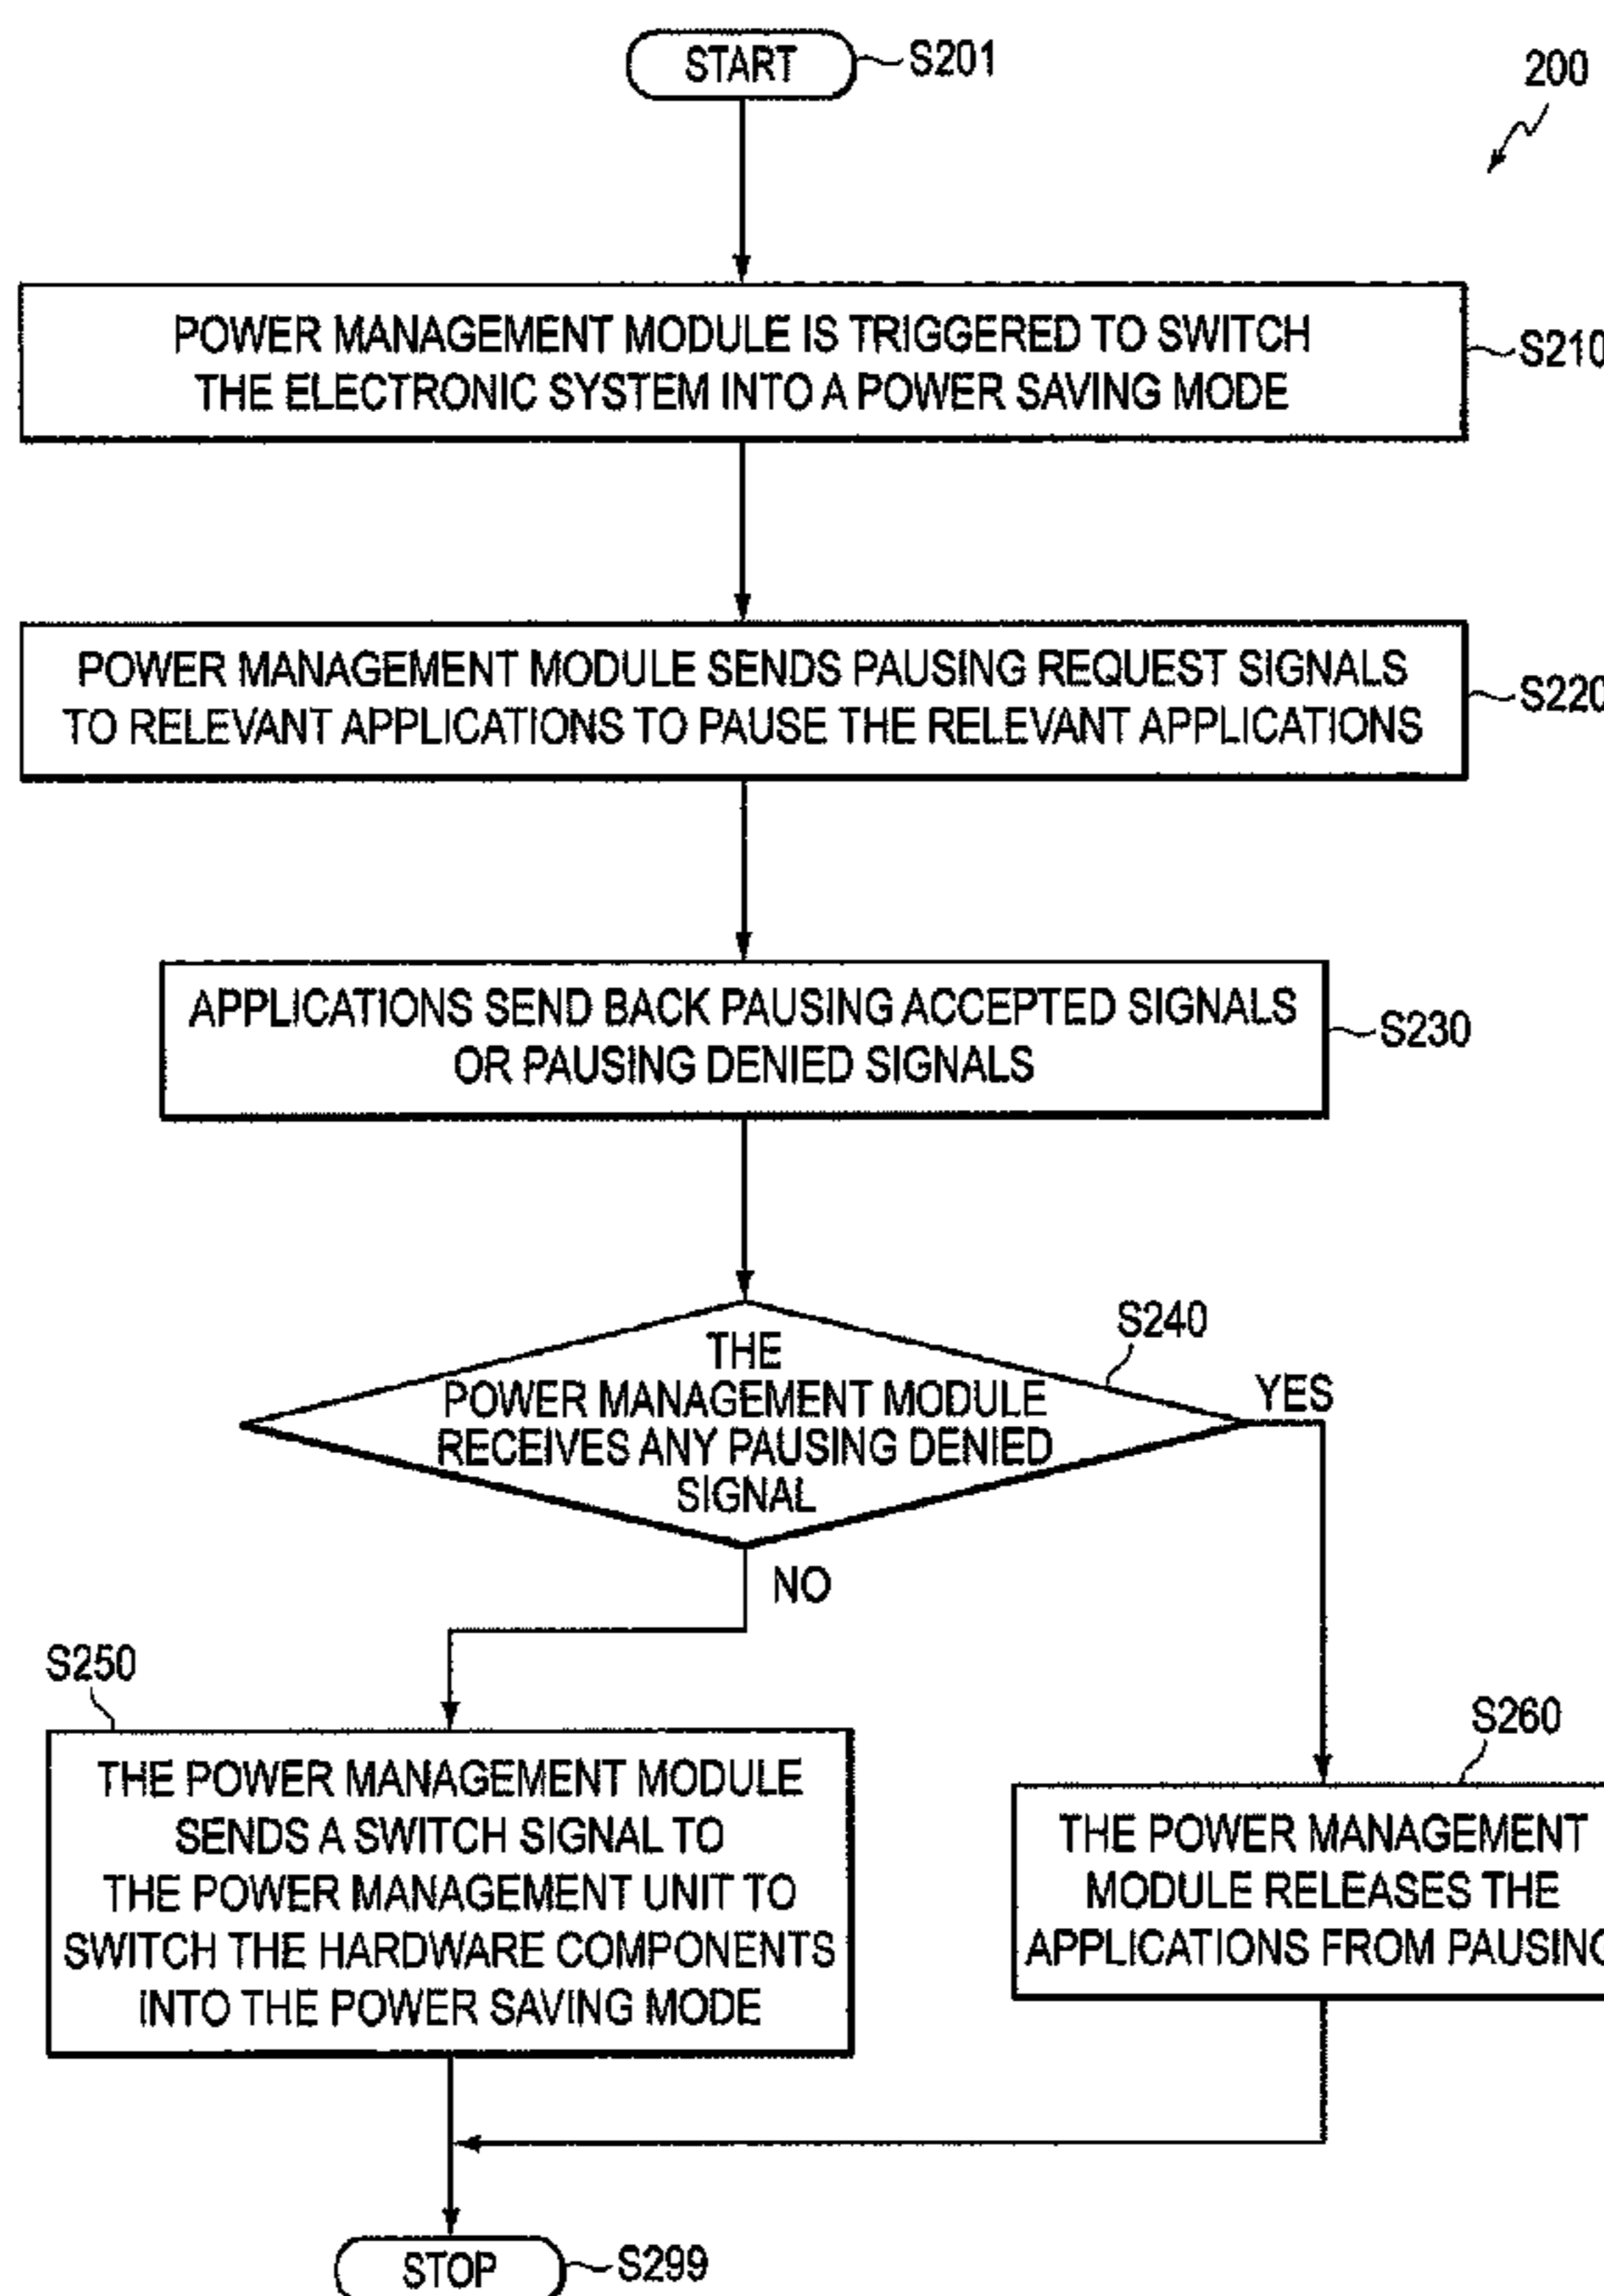 START
S201
200
POWER MANAGEMENT MODULE IS TRIGGERED TO SWITCH
THE ELECTRONIC SYSTEM INTO A POWER SAVING MODE
S210
POWER MANAGEMENT MODULE SENDS PAUSING REQUEST SIGNALS
TO RELEVANT APPLICATIONS TO PAUSE THE RELEVANT APPLICATIONS
S220
APPLICATIONS SEND BACK PAUSING ACCEPTED SIGNALS
OR PAUSING DENIED SIGNALS
S230
S240
THE
POWER MANAGEMENT MODULE
RECEIVES ANY PAUSING DENIED
SIGNAL
YES
NO
S250
THE POWER MANAGEMENT MODULE
SENDS A SWITCH SIGNAL TO
THE POWER MANAGEMENT UNIT TO
SWITCH THE HARDWARE COMPONENTS
INTO THE POWER SAVING MODE
S260
THE POWER MANAGEMENT
MODULE RELEASES THE
APPLICATIONS FROM PAUSING
STOP
S299